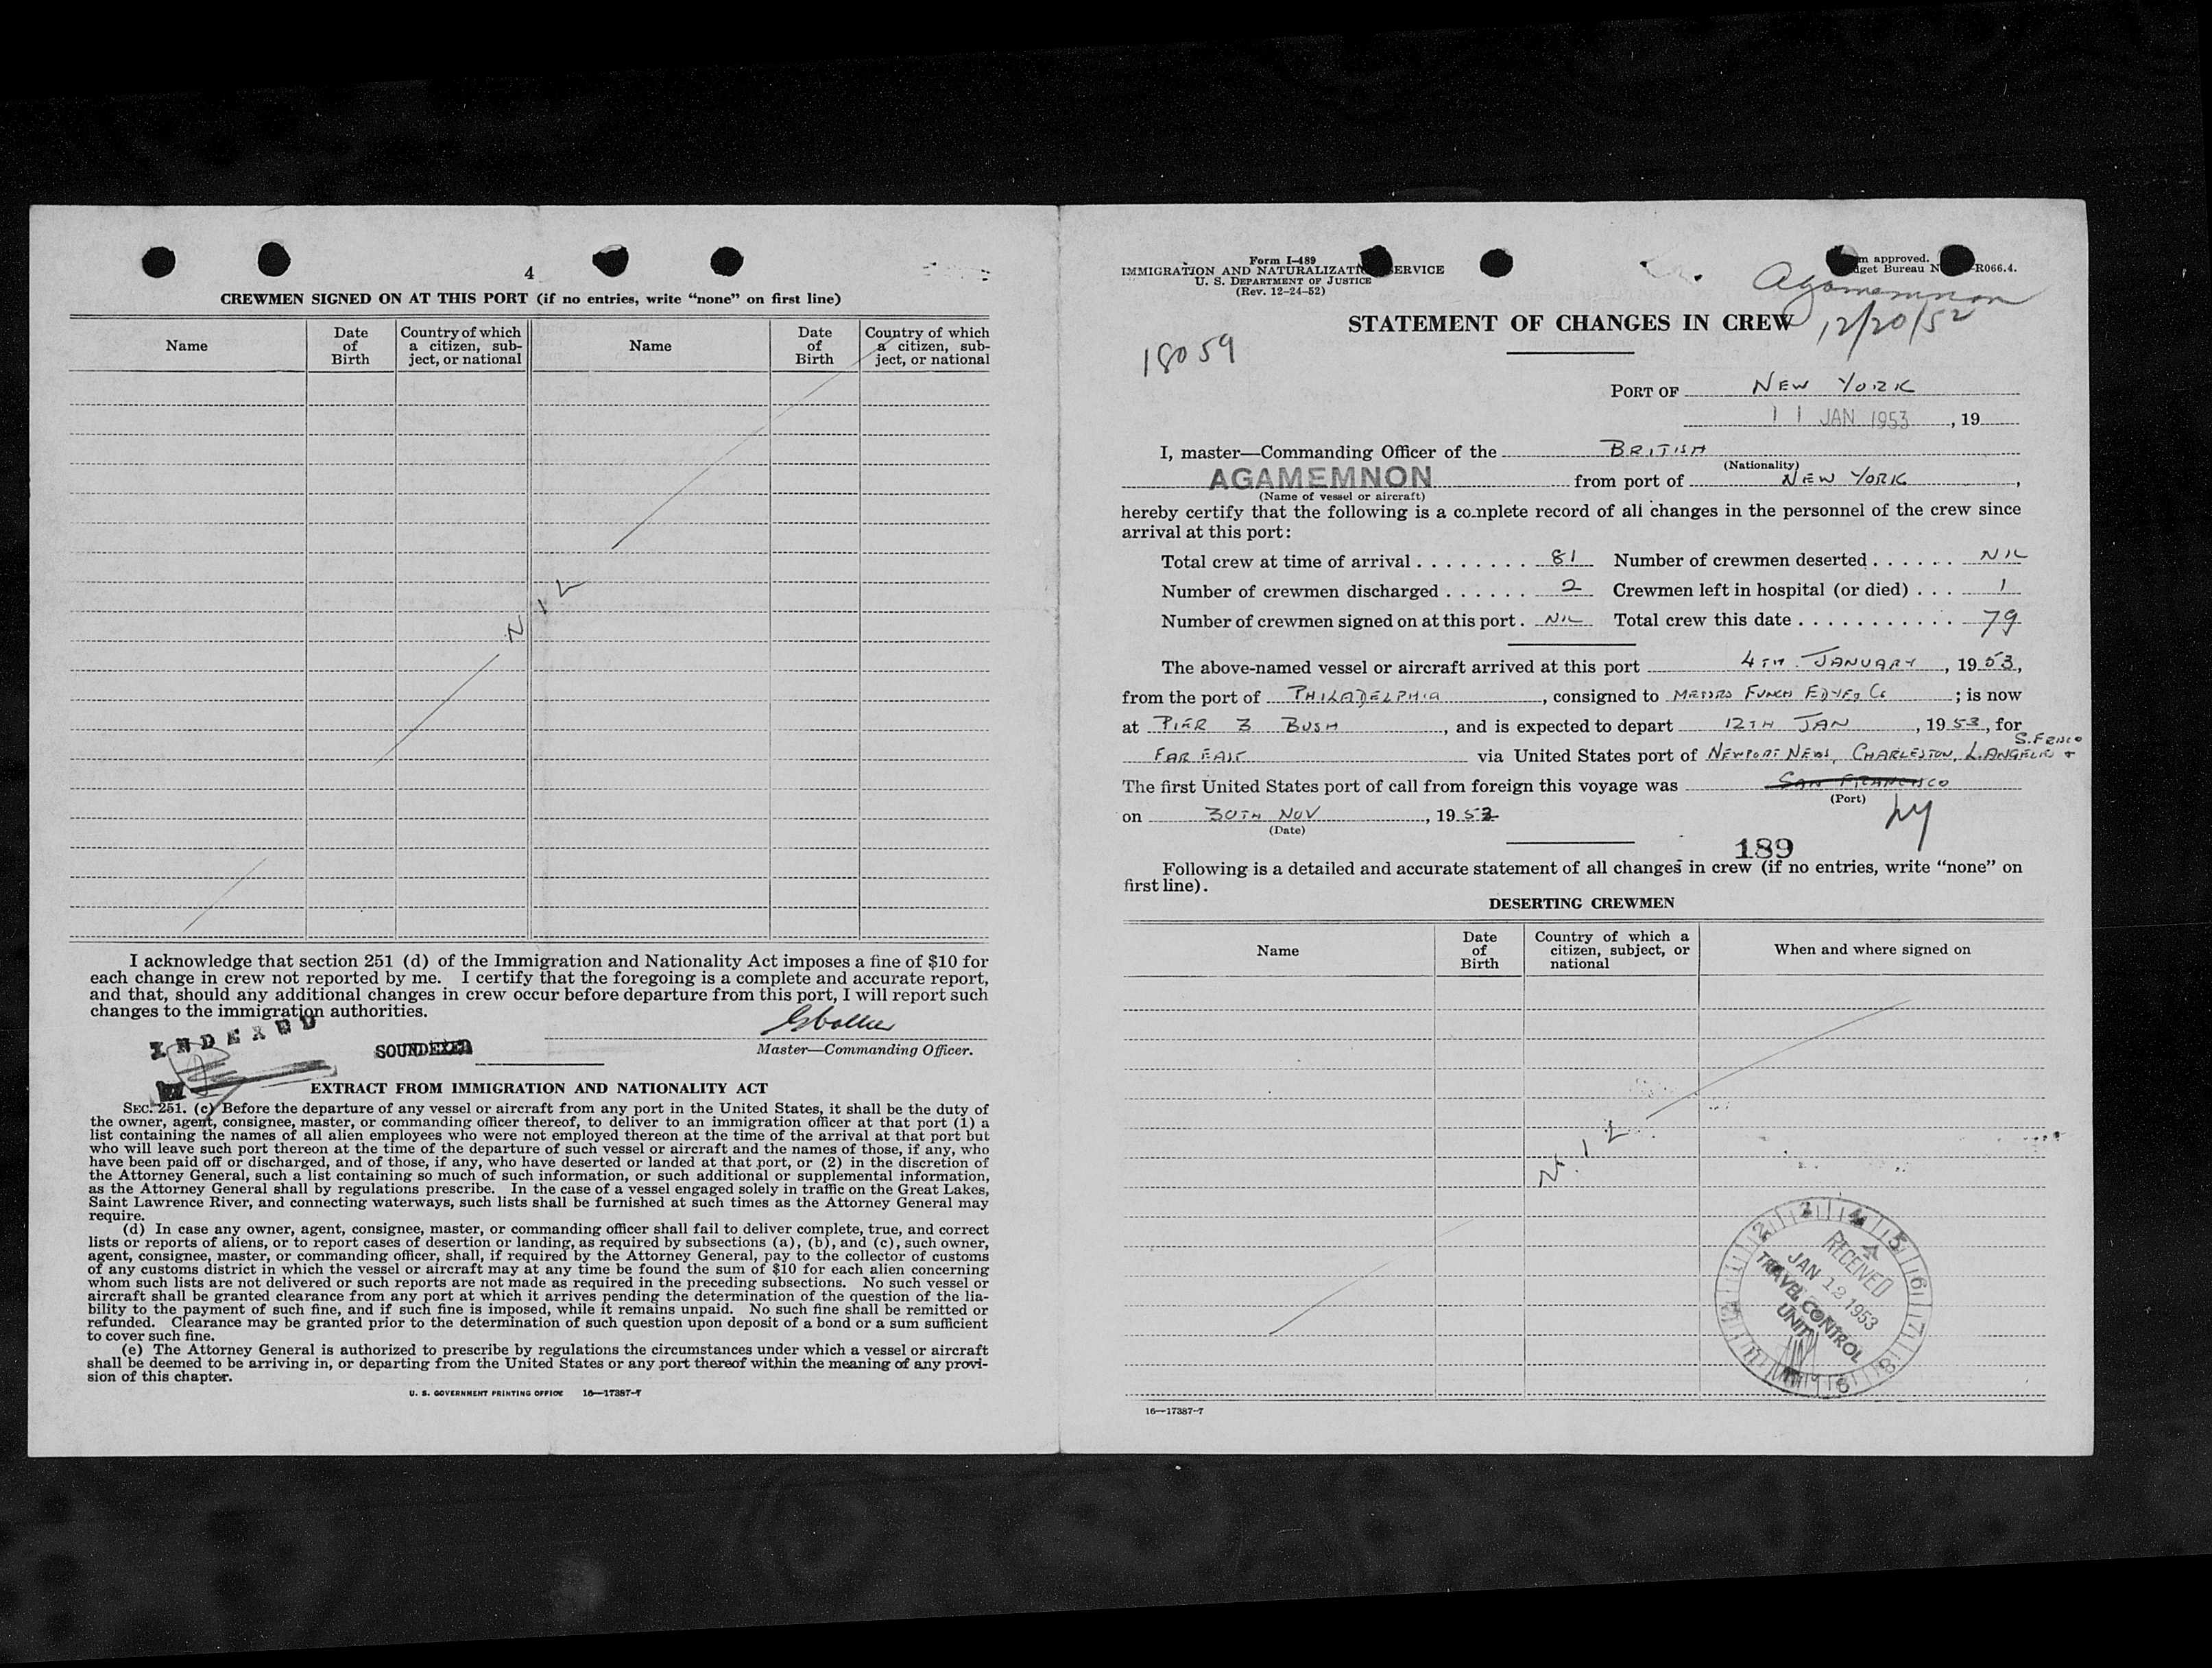 4
CREWMEN SIGNED ON AT THIS PORT (if no entries, write "none" on first line)
Name
Date of Birth
Country of which a citizen, subject, or national
Name
Date of Birth
Country of which a citizen, subject, or national
NIL
I acknowledge that section 251 (d) of the Immigration and Nationality Act imposes a fine of $10 for
each change in crew not reported by me. I certify that the foregoing is a complete and accurate report,
and that, should any additional changes in crew occur before departure from this port, I will report such
changes to the immigration authorities.
INDEXED
SOUNDEXED
Master—Commanding Officer.
EXTRACT FROM IMMIGRATION AND NATIONALITY ACT
SEC. 251. (c) Before the departure of any vessel or aircraft from any port in the United States, it shall be the duty of
the owner, agent, consignee, master, or commanding officer thereof, to deliver to an immigration officer at that port (1) a
list containing the names of all alien employees who were not employed thereon at the time of the arrival at that port but
who will leave such port thereon at the time of the departure of such vessel or aircraft and the names of those, if any, who
have been paid off or discharged, and of those, if any, who have deserted or landed at that port, or (2) in the discretion of
the Attorney General, such a list containing so much of such information, or such additional or supplemental information,
as the Attorney General shall by regulations prescribe. In the case of a vessel engaged solely in traffic on the Great Lakes,
Saint Lawrence River, and connecting waterways, such lists shall be furnished at such times as the Attorney General may
require.
(d) In case any owner, agent, consignee, master, or commanding officer shall fail to deliver complete, true, and correct
lists or reports of aliens, or to report cases of desertion or landing, as required by subsections (a), (b), and (c), such owner,
agent, consignee, master, or commanding officer, shall, if required by the Attorney General, pay to the collector of customs
of any customs district in which the vessel or aircraft may at any time be found the sum of $10 for each alien concerning
whom such lists are not delivered or such reports are not made as required in the preceding subsections. No such vessel or
aircraft shall be granted clearance from any port at which it arrives pending the determination of the question of the lia-
bility to the payment of such fine, and if such fine is imposed, while it remains unpaid. No such fine shall be remitted or
refunded. Clearance may be granted prior to the determination of such question upon deposit of a bond or a sum sufficient
to cover such fine.
(e) The Attorney General is authorized to prescribe by regulations the circumstances under which a vessel or aircraft
shall be deemed to be arriving in, or departing from the United States or any port thereof within the meaning of any provi-
sion of this chapter.
U. S. GOVERNMENT PRINTING OFFICE 16—17387-7
Form I-489
IMMIGRATION AND NATURALIZATION SERVICE
U. S. DEPARTMENT OF JUSTICE
(Rev. 12-24-52)
approved.
Bureau N R066.4.
Agamemnon
12/20/52
STATEMENT OF CHANGES IN CREW
18059
PORT OF NEW YORK
11 JAN 1953, 19
I, master—Commanding Officer of the BRITISH
(Nationality)
AGAMEMNON from port of NEW YORK,
(Name of vessel or aircraft)
hereby certify that the following is a complete record of all changes in the personnel of the crew since
arrival at this port:
Total crew at time of arrival . . . . . . . . 81 Number of crewmen deserted . . . . . . NIL
Number of crewmen discharged . . . . . . 2 Crewmen left in hospital (or died) . . . 1
Number of crewmen signed on at this port . NIL Total crew this date . . . . . . . . . . . . 79
The above-named vessel or aircraft arrived at this port 4TH. JANUARY, 1953,
from the port of PHILADELPHIA, consigned to MESSRS FUNCH EDYE & Co; is now
at PIER 3 BUSH, and is expected to depart 12TH JAN, 1953, for
S.FRISCO
FAR EAST via United States port of NEWPORT NEWS, CHARLESTON, L.ANGELES +
The first United States port of call from foreign this voyage was SAN FRANCISCO
(Port)
on 30TH NOV, 1952
(Date)
NY
189
Following is a detailed and accurate statement of all changes in crew (if no entries, write "none" on
first line).
DESERTING CREWMEN
Name
Date of Birth
Country of which a citizen, subject, or national
When and where signed on
NIL
RECEIVED
JAN 12 1953
TRAVEL CONTROL
UNIT
16—17387-7